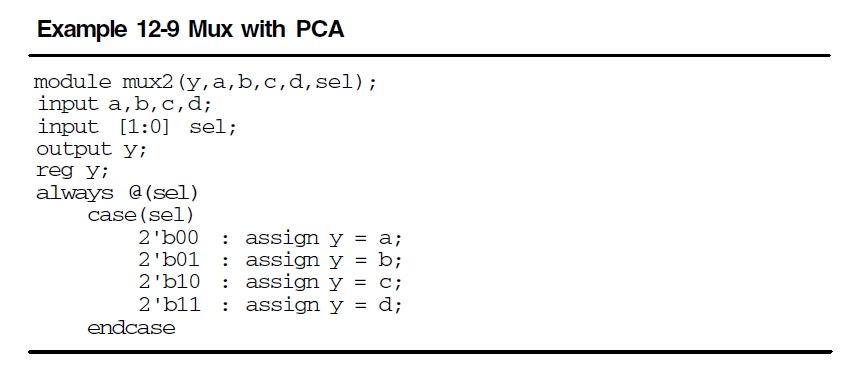 Example 12-9 Mux with PCA
module mux2(y,a,b,c,d,sel);
input a,b,c,d;
input [1:0] sel;
output y;
reg y;
always @(sel)
    case(sel)
        2'b00 : assign y = a;
        2'b01 : assign y = b;
        2'b10 : assign y = c;
        2'b11 : assign y = d;
    endcase